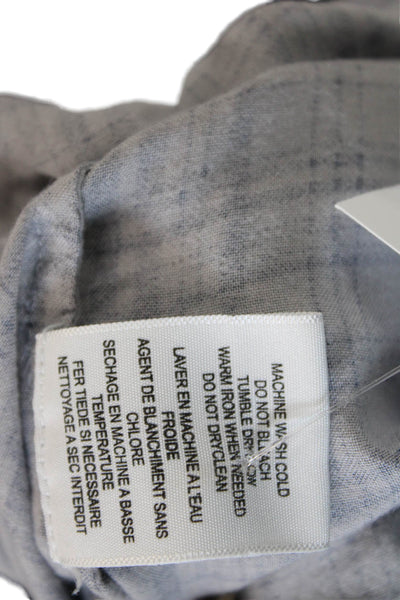 MACHINE WASH COLD
DO NOT BLEACH
TUMBLE DRY LOW
WARM IRON WHEN NEEDED
DO NOT DRYCLEAN
LAVER EN MACHINE A L'EAU
FROIDE
AGENT DE BLANCHIMENT SANS
CHLORE
SECHAGE EN MACHINE A BASSE
TEMPERATURE
FER TIEDE SI NECESSAIRE
NETTOYAGE A SEC INTERDIT